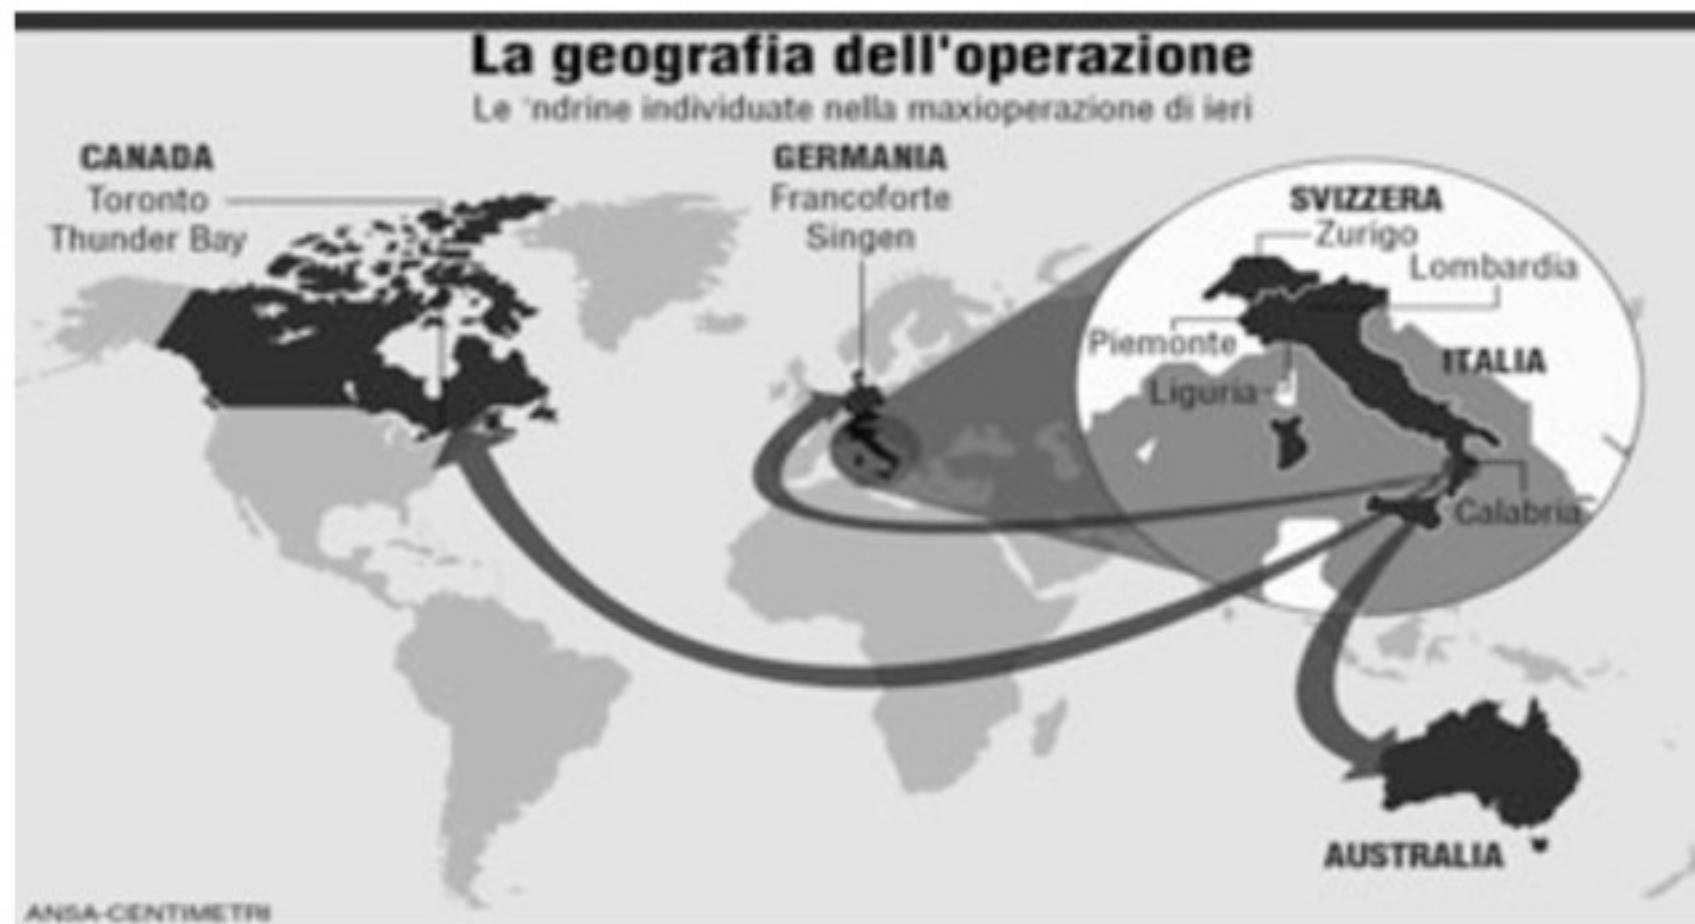 La geografia dell'operazione
Le 'ndrine individuate nella maxioperazione di ieri
CANADA
Toronto
Thunder Bay
GERMANIA
Francoforte
Singen
SVIZZERA
Zurigo
Lombardia
Piemonte
ITALIA
Liguria
Calabria
AUSTRALIA
ANSA-CENTIMETRI